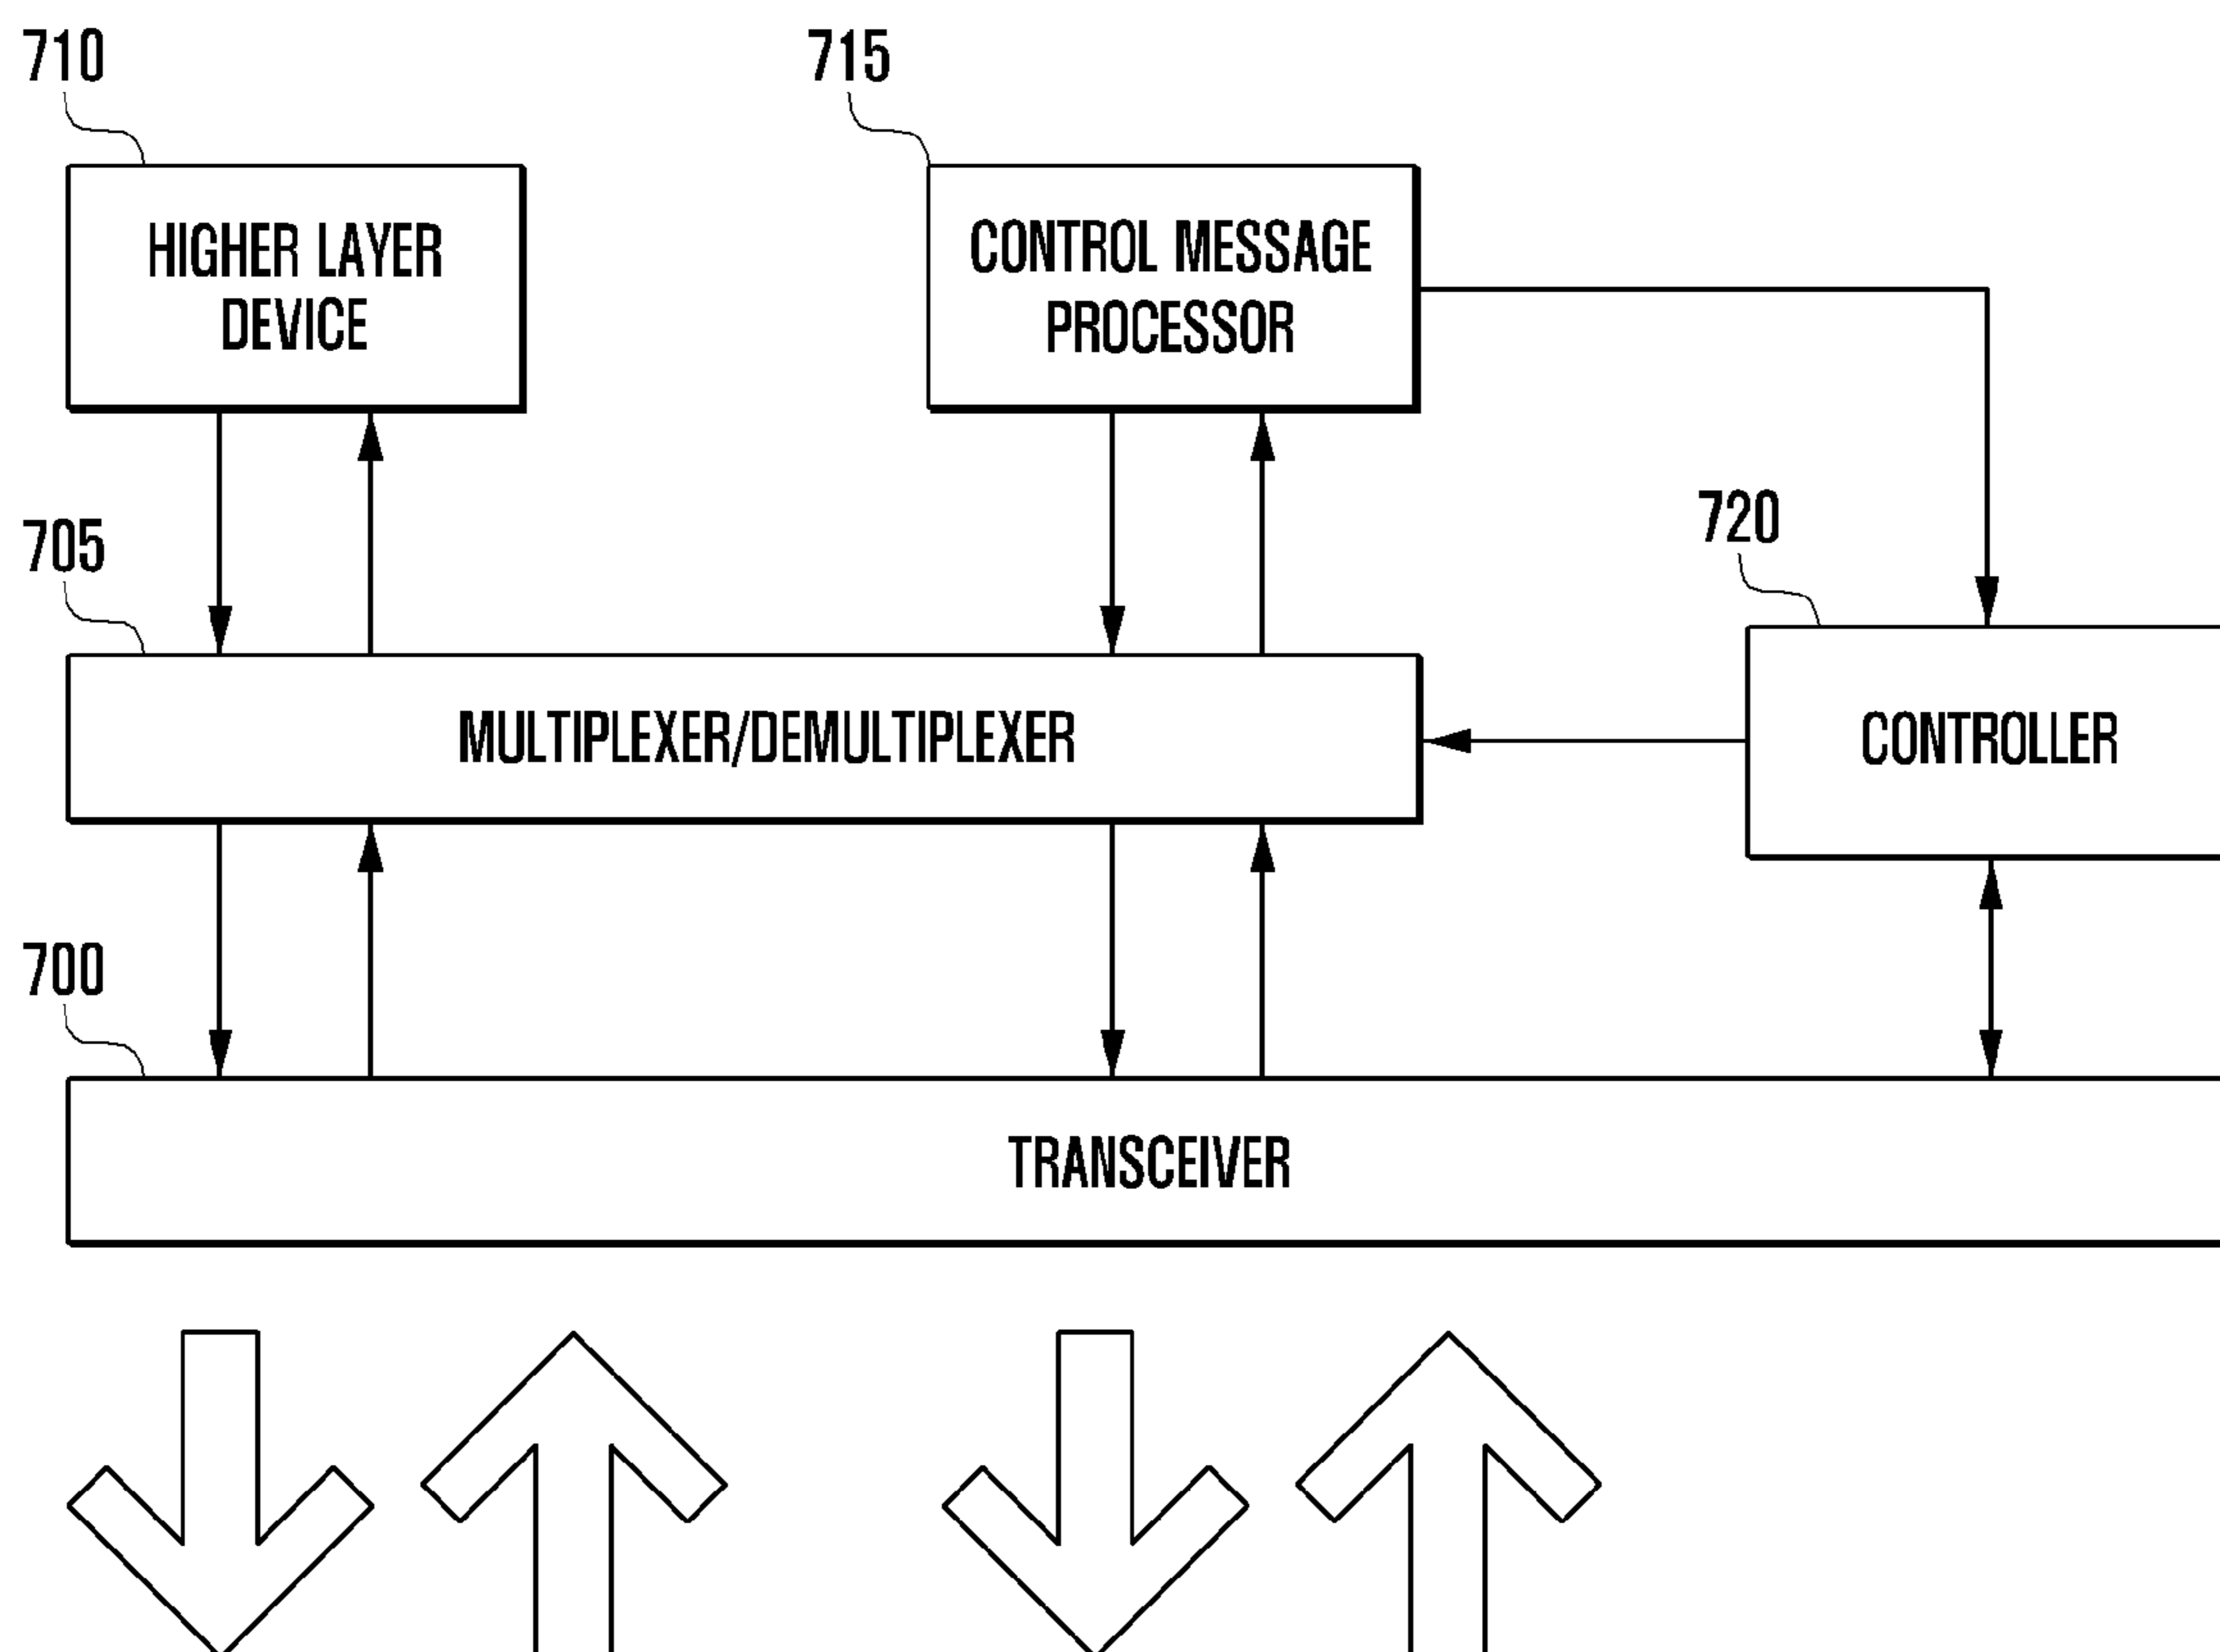 710
715
HIGHER LAYER
DEVICE
CONTROL MESSAGE
PROCESSOR
705
720
MULTIPLEXER/DEMULTIPLEXER
CONTROLLER
700
TRANSCEIVER